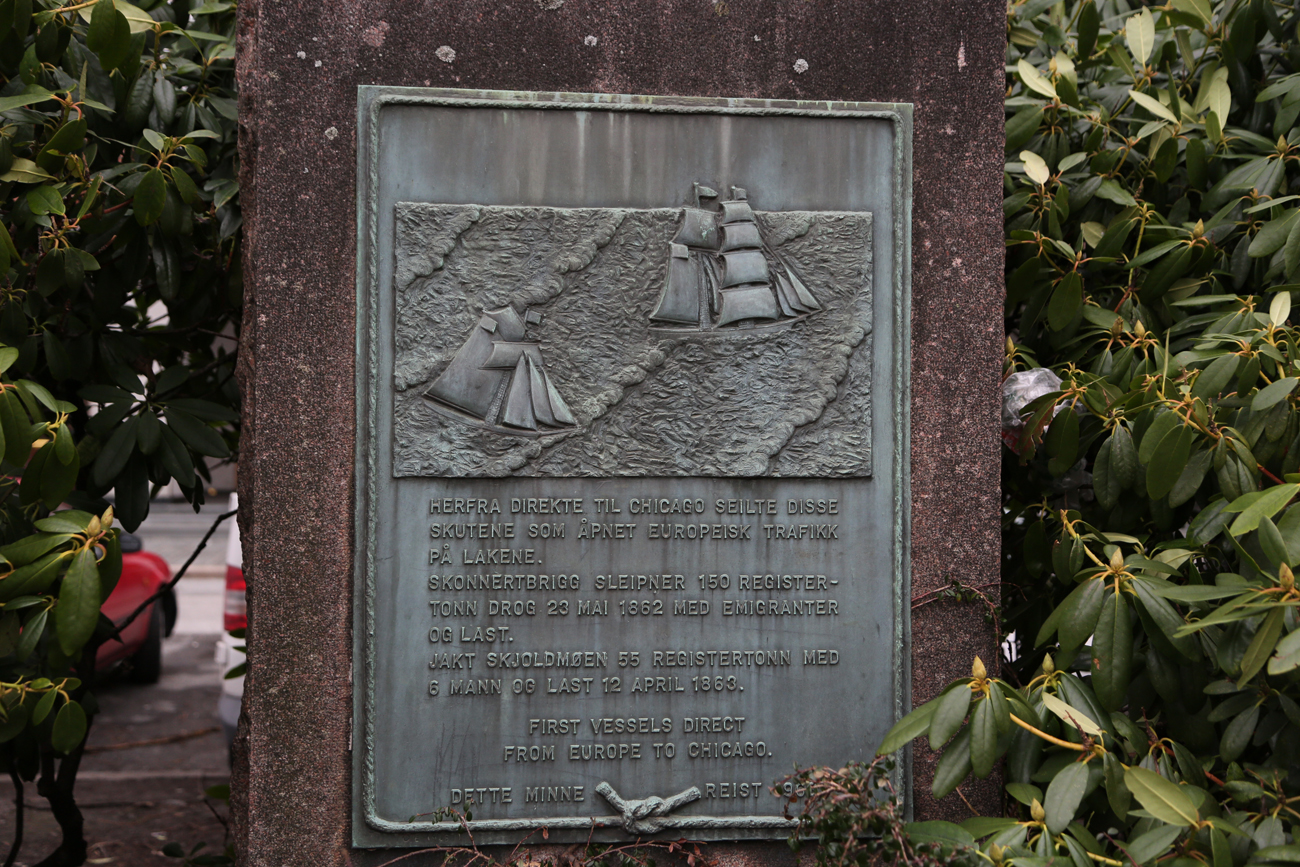 HERFRA DIREKTE TIL CHICAGO SEILTE DISSE
SKUTENE SOM ÅPNET EUROPEISK TRAFIKK
PÅ LAKENE.
SKONNERTBRIGG SLEIPNER 150 REGISTER-
TONN DROG 23 MAI 1862 MED EMIGRANTER
OG LAST.
JAKT SKJOLDMØEN 55 REGISTERTONN MED
6 MANN OG LAST 12 APRIL 1863.
FIRST VESSELS DIRECT
FROM EUROPE TO CHICAGO.
DETTE MINNE REIST